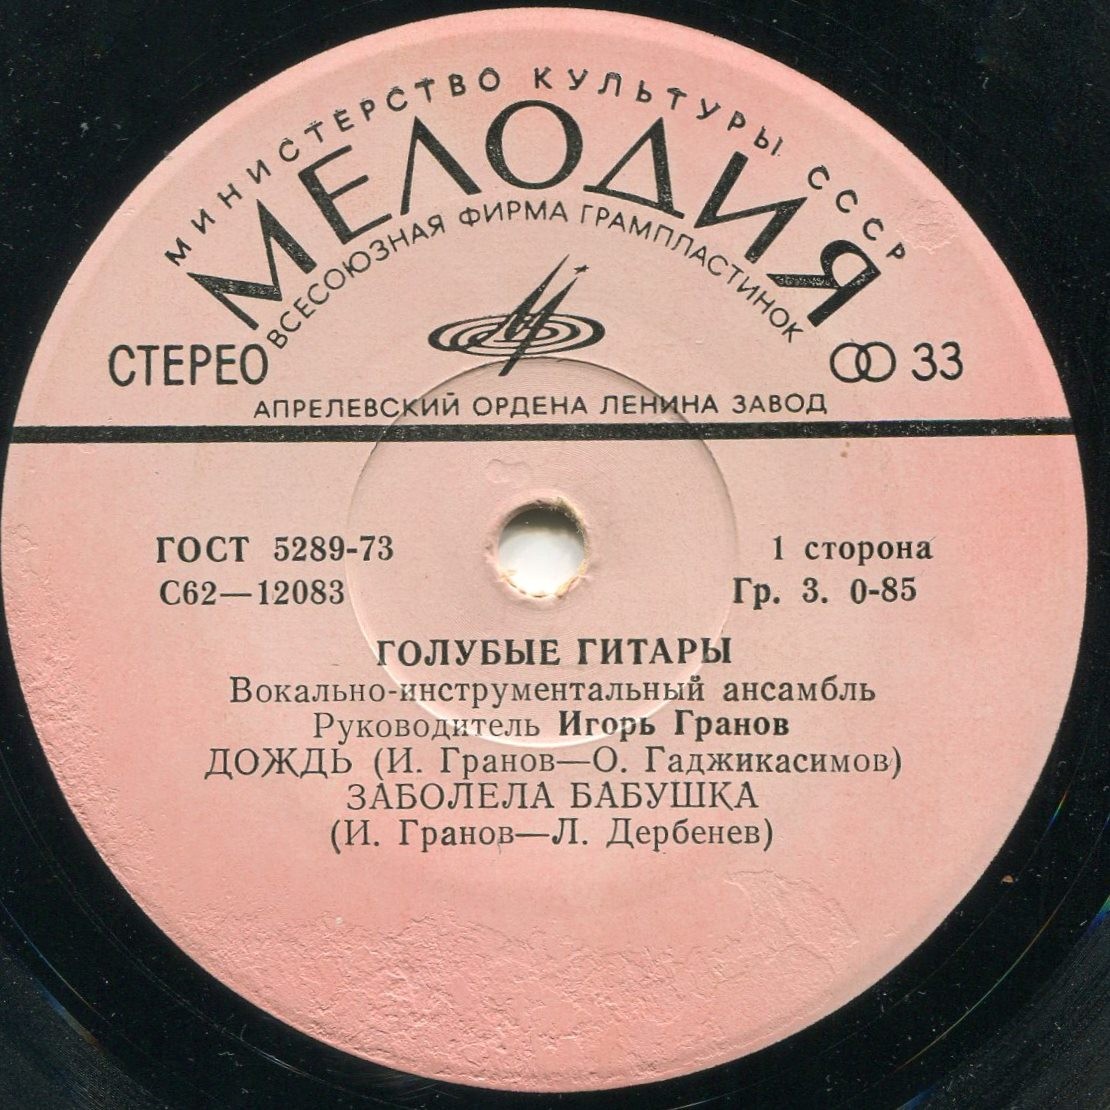 МИНИСТЕРСТВО КУЛЬТУРЫ СССР
МЕЛОДИЯ
ВСЕСОЮЗНАЯ ФИРМА ГРАМПЛАСТИНОК
СТЕРЕО
33
АПРЕЛЕВСКИЙ ОРДЕНА ЛЕНИНА ЗАВОД
ГОСТ 5289-73
1 сторона
С62—12083
Гр. 3. 0-85
ГОЛУБЫЕ ГИТАРЫ
Вокально-инструментальный ансамбль
Руководитель Игорь Гранов
ДОЖДЬ (И. Гранов—О. Гаджикасимов)
ЗАБОЛЕЛА БАБУШКА
(И. Гранов—Л. Дербенев)